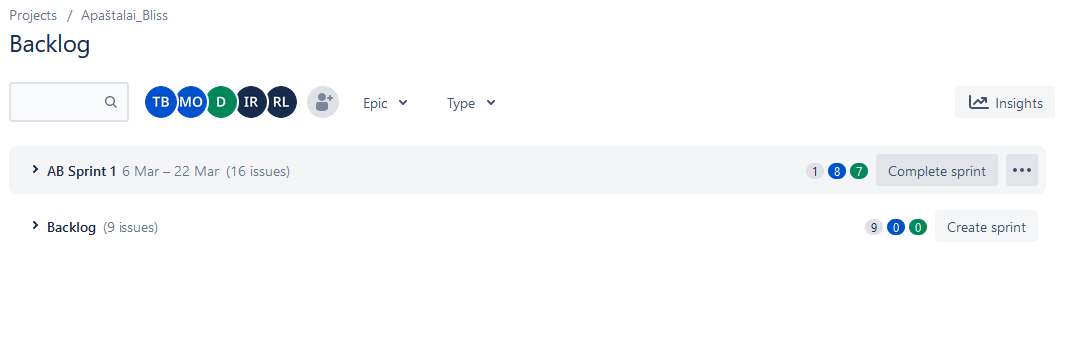 Projects / Apaštalai_Bliss
Backlog
TB MO D IR RL Epic Type Insights
AB Sprint 1 6 Mar – 22 Mar (16 issues) 1 8 7 Complete sprint •••
Backlog (9 issues) 9 0 0 Create sprint